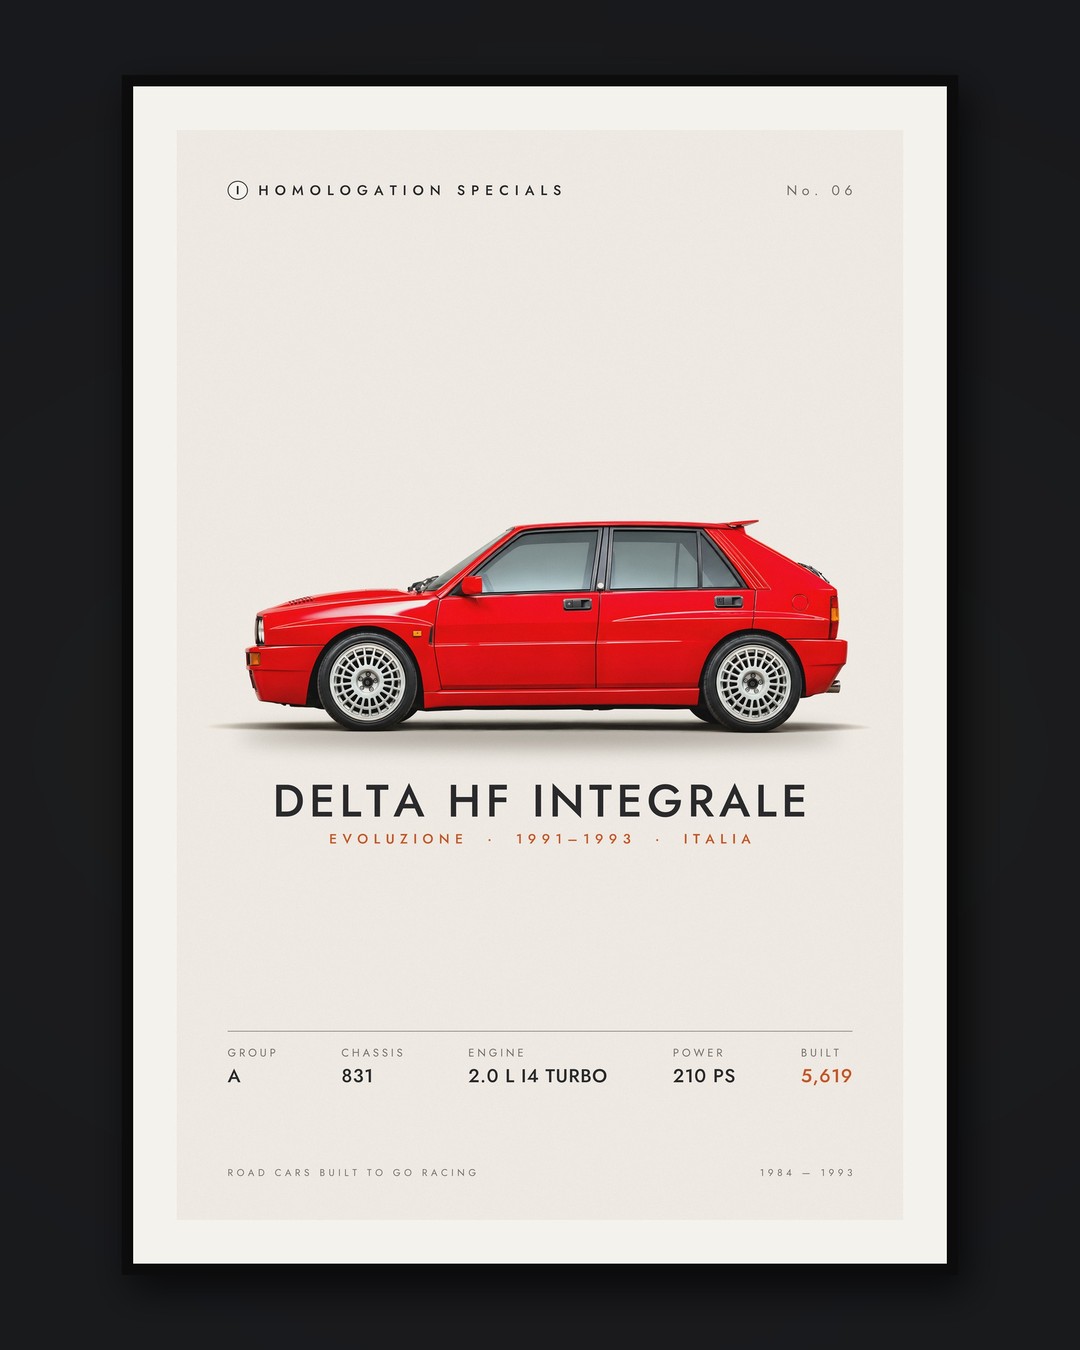 I HOMOLOGATION SPECIALS No. 06
DELTA HF INTEGRALE
EVOLUZIONE · 1991–1993 · ITALIA
GROUP CHASSIS ENGINE POWER BUILT
A 831 2.0 L I4 TURBO 210 PS 5,619
ROAD CARS BUILT TO GO RACING 1984 — 1993